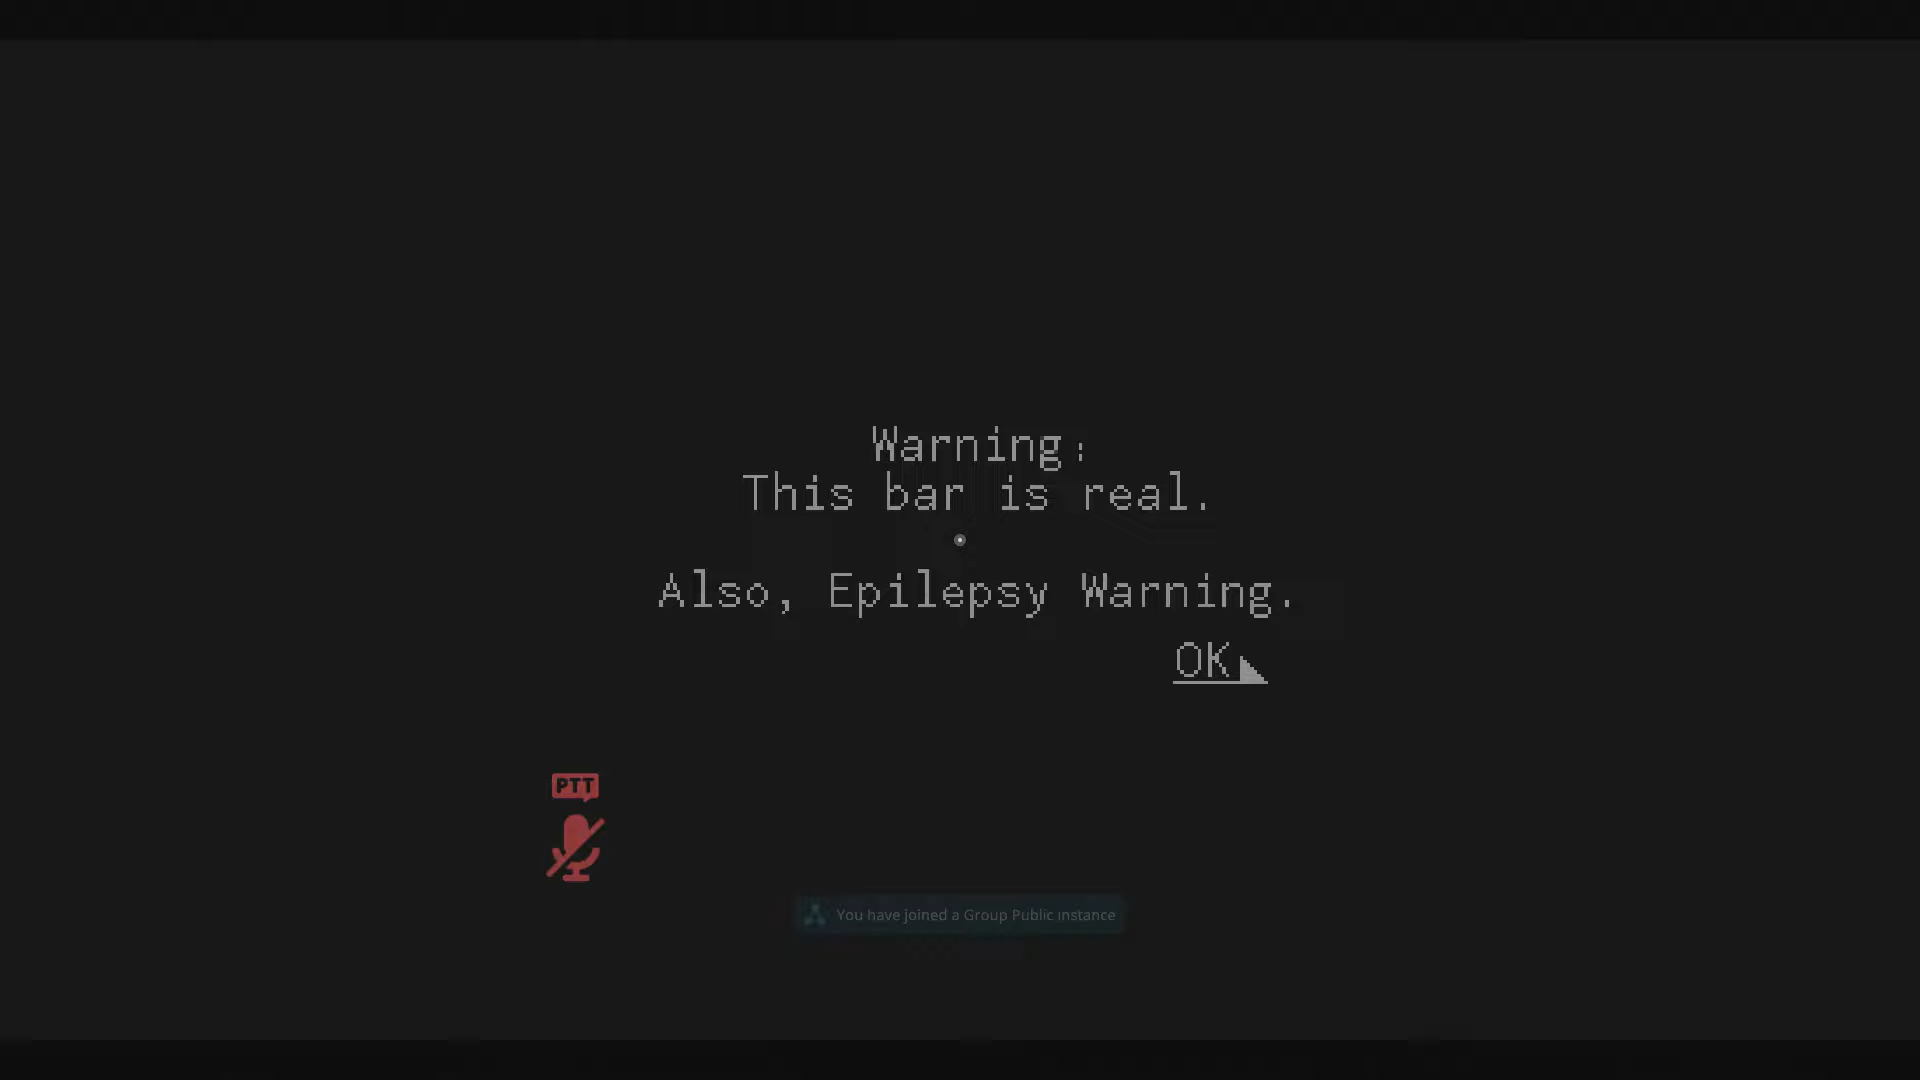 Warning:
This bar is real.
Also, Epilepsy Warning.
OK
PTT
You have joined a Group Public instance